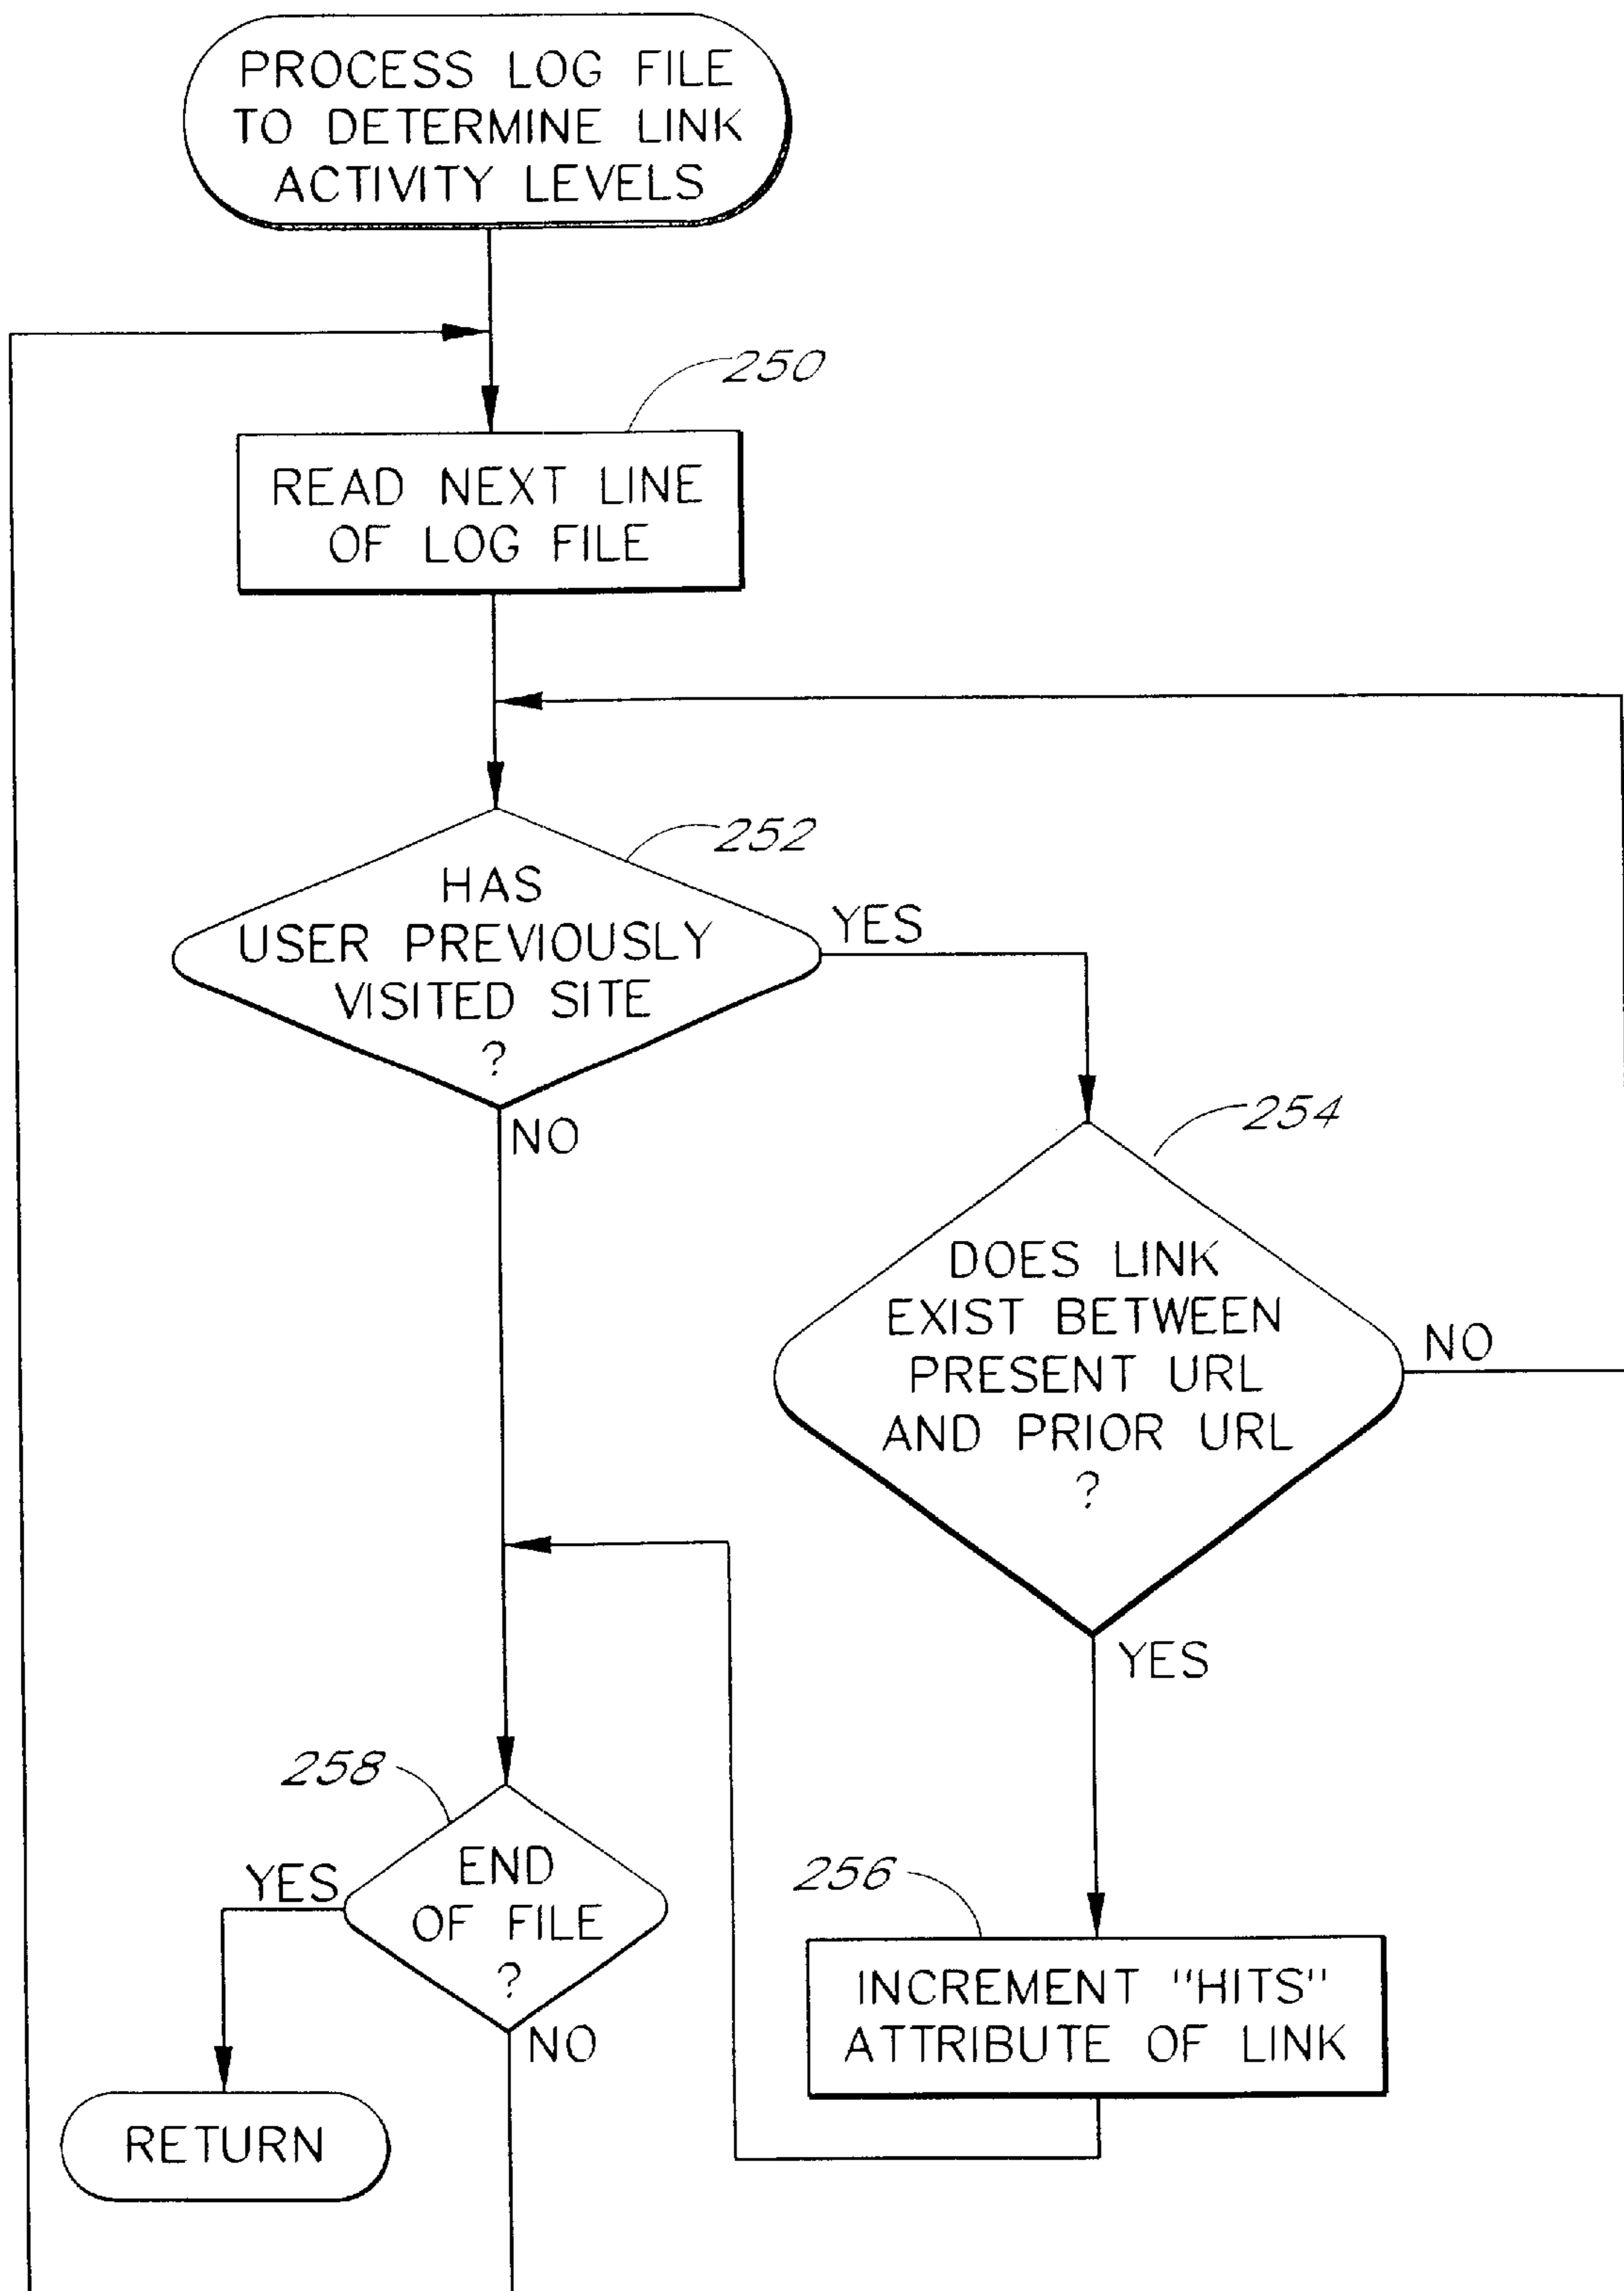 PROCESS LOG FILE
TO DETERMINE LINK
ACTIVITY LEVELS
250
READ NEXT LINE
OF LOG FILE
252
HAS
USER PREVIOUSLY
VISITED SITE
?
YES
NO
254
DOES LINK
EXIST BETWEEN
PRESENT URL
AND PRIOR URL
?
NO
YES
258
END
OF FILE
?
YES
NO
256
INCREMENT "HITS"
ATTRIBUTE OF LINK
RETURN